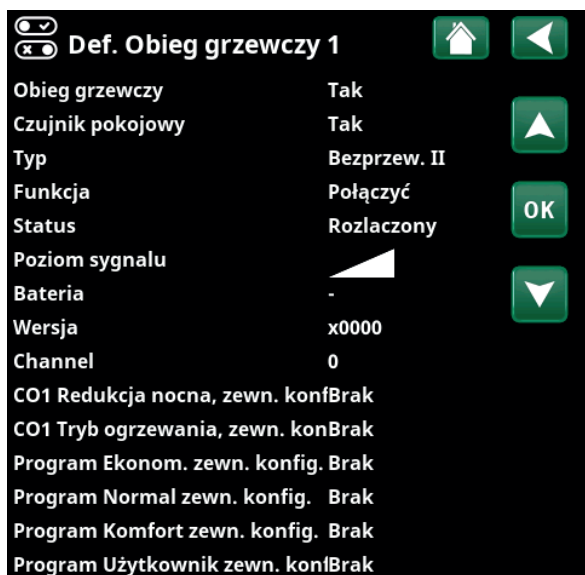 Def. Obieg grzewczy 1
Obieg grzewczy Tak
Czujnik pokojowy Tak
Typ Bezprzew. II
Funkcja Połączyć
OK
Status Rozlaczony
Poziom sygnalu
Bateria -
Wersja x0000
Channel 0
CO1 Redukcja nocna, zewn. konfBrak
CO1 Tryb ogrzewania, zewn. konBrak
Program Ekonom. zewn. konfig. Brak
Program Normal zewn. konfig. Brak
Program Komfort zewn. konfig. Brak
Program Użytkownik zewn. konfBrak